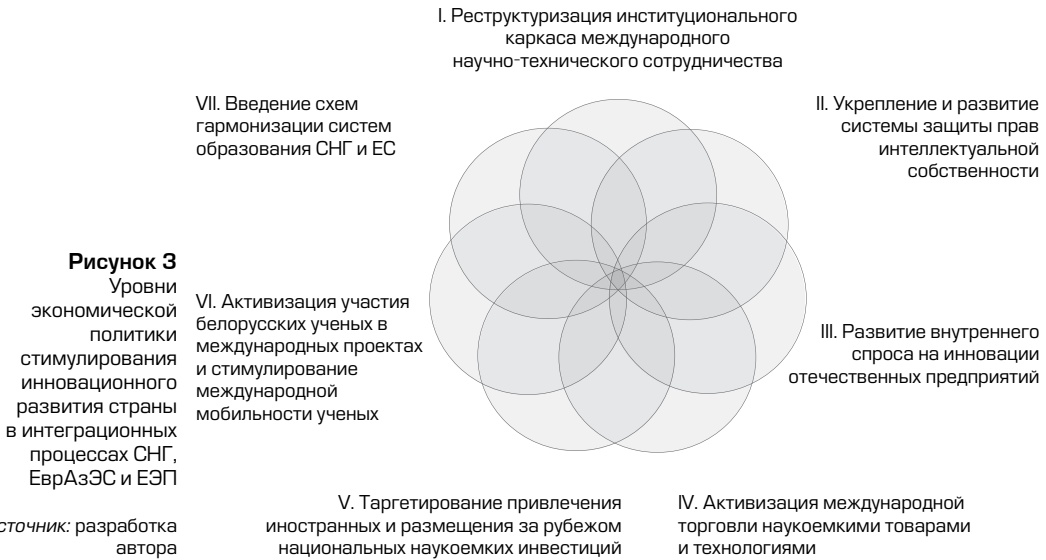 I. Реструктуризация институционального
каркаса международного
научно-технического сотрудничества
VII. Введение схем
гармонизации систем
образования СНГ и ЕС
II. Укрепление и развитие
системы защиты прав
интеллектуальной
собственности
Рисунок 3
Уровни
экономической
политики
стимулирования
инновационного
развития страны
в интеграционных
процессах СНГ,
ЕврАзЭС и ЕЭП
VI. Активизация участия
белорусских ученых в
международных проектах
и стимулирование
международной
мобильности ученых
III. Развитие внутреннего
спроса на инновации
отечественных предприятий
V. Таргетирование привлечения
иностранных и размещения за рубежом
национальных наукоемких инвестиций
IV. Активизация международной
торговли наукоемкими товарами
и технологиями
сточник: разработка
автора